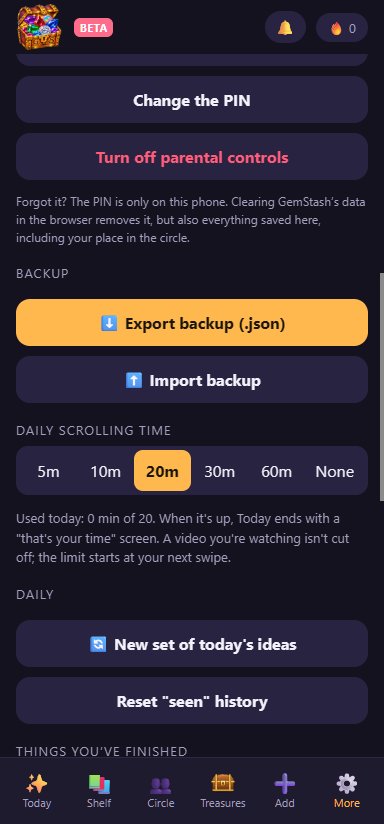 BETA
0
Change the PIN
Turn off parental controls
Forgot it? The PIN is only on this phone. Clearing GemStash's data
in the browser removes it, but also everything saved here,
including your place in the circle.
BACKUP
Export backup (.json)
Import backup
DAILY SCROLLING TIME
5m 10m 20m 30m 60m None
Used today: 0 min of 20. When it's up, Today ends with a
"that's your time" screen. A video you're watching isn't cut
off; the limit starts at your next swipe.
DAILY
New set of today's ideas
Reset "seen" history
THINGS YOU'VE FINISHED
Today Shelf Circle Treasures Add More